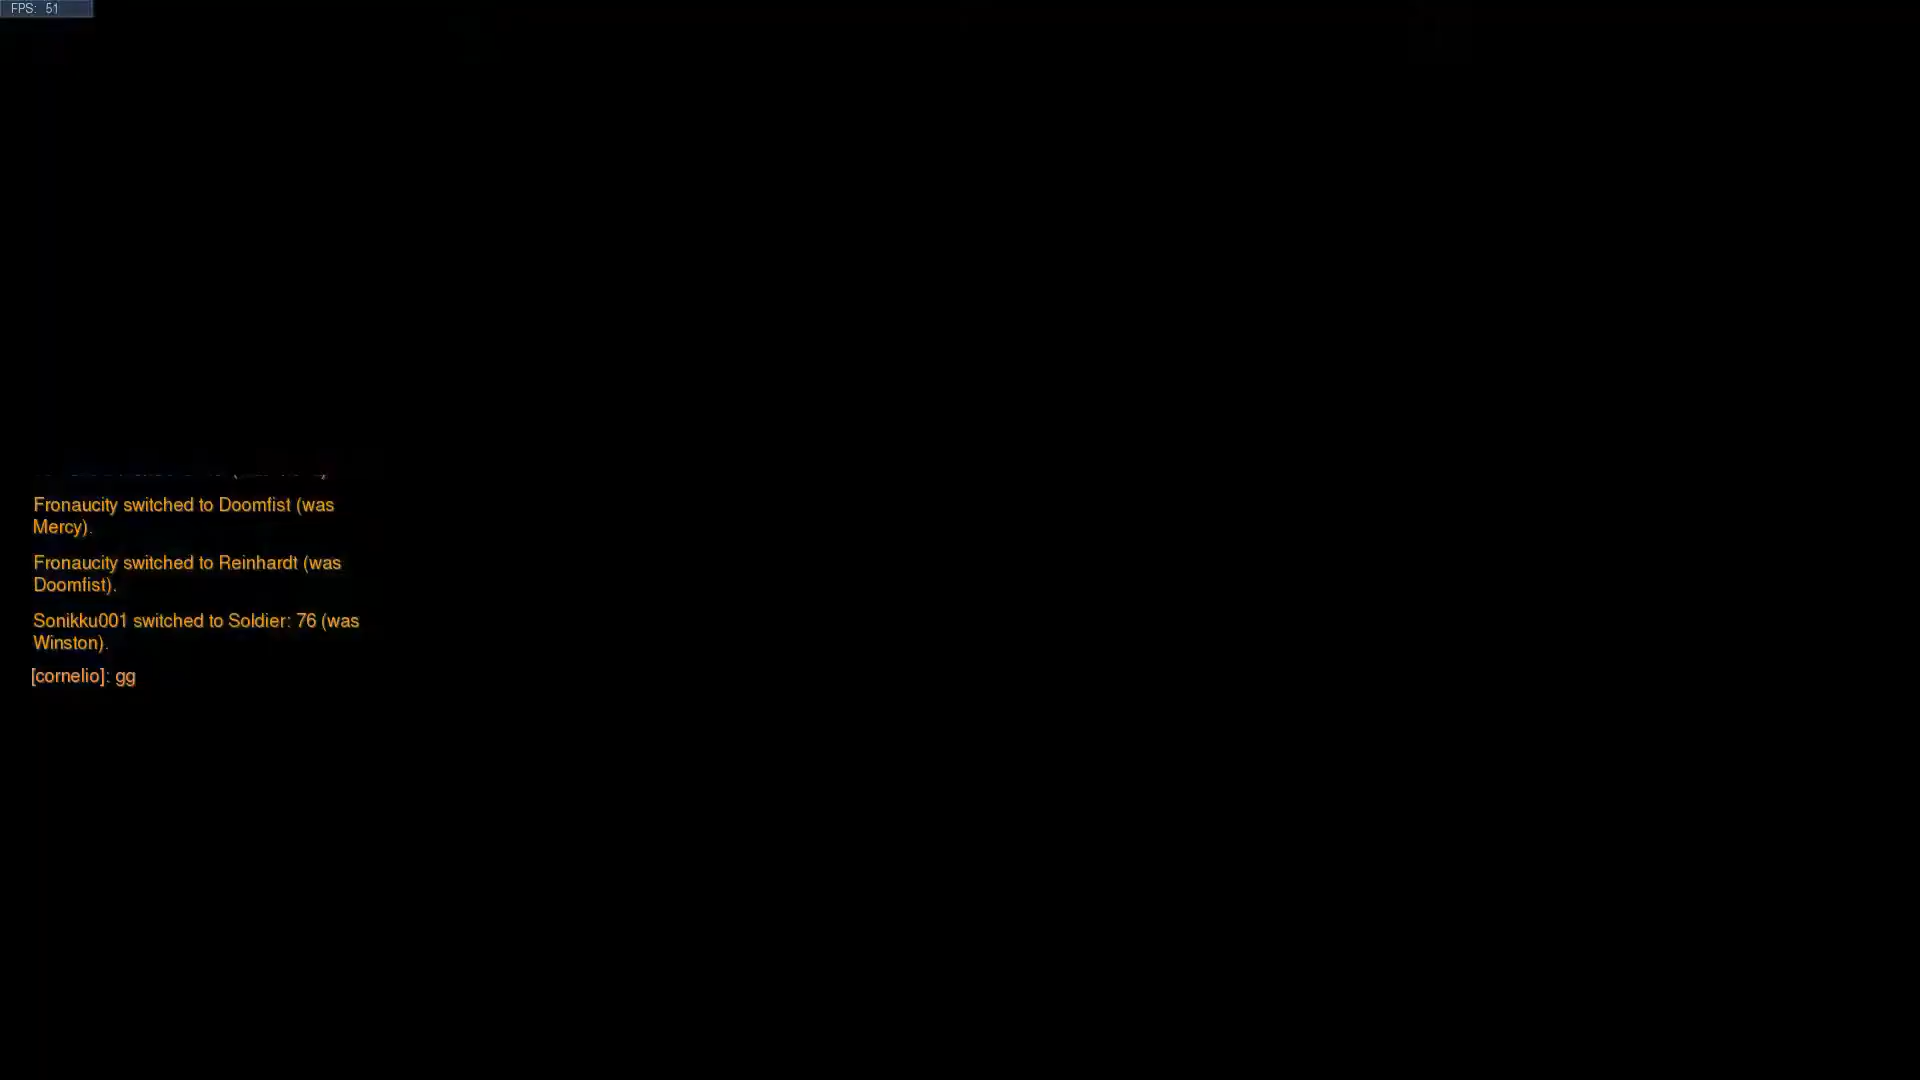 FPS: 51
Fronaucity switched to Doomfist (was
Mercy).
Fronaucity switched to Reinhardt (was
Doomfist).
Sonikku001 switched to Soldier: 76 (was
Winston).
[cornelio]: gg